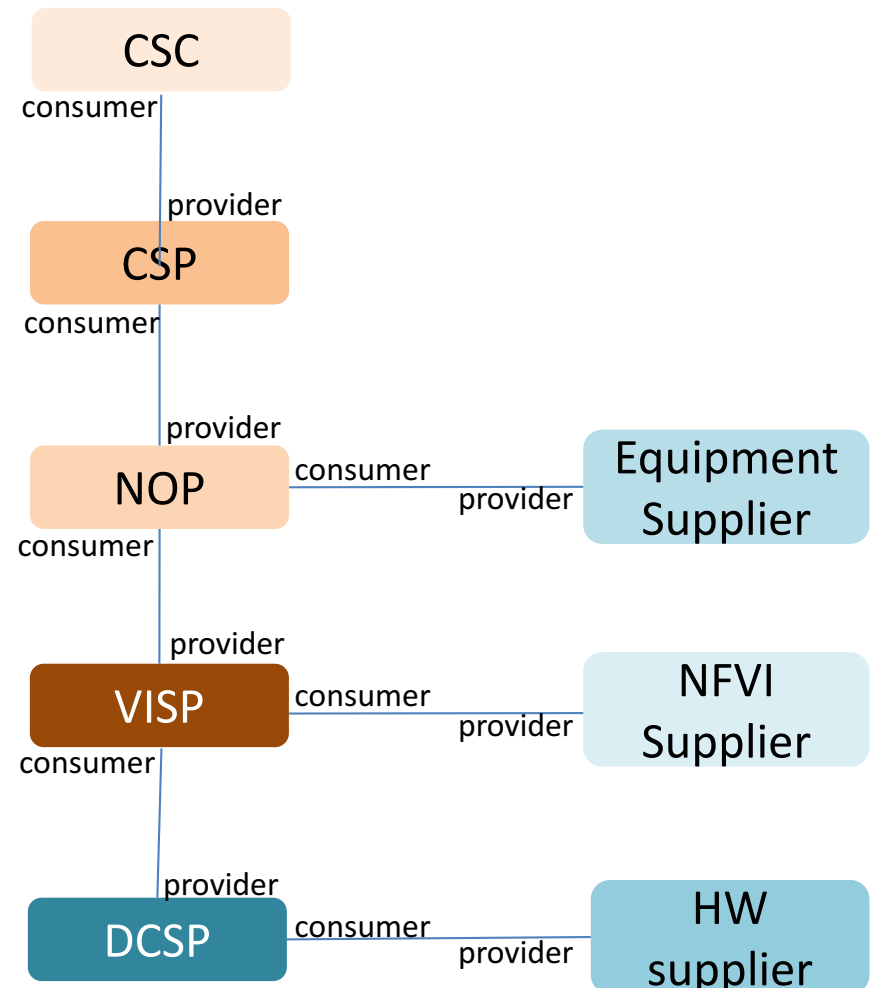 CSC
consumer
provider
CSP
consumer
provider
NOP
consumer
consumer
provider
Equipment
Supplier
provider
VISP
consumer
consumer
provider
NFVI
Supplier
provider
DCSP
consumer
provider
HW
supplier